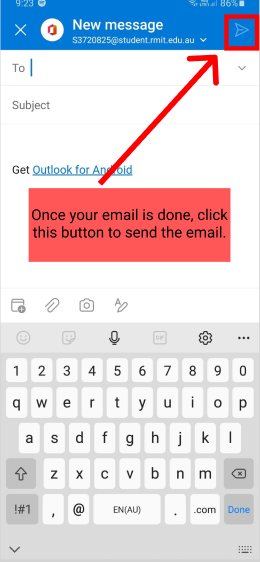 9:23
86%
New message
S3720825@student.rmit.edu.au
To
Subject
Get Outlook for Android
Once your email is done, click
this button to send the email.
GIF
1 2 3 4 5 6 7 8 9 0
q w e r t y u i o p
a s d f g h j k l
z x c v b n m
!#1 , @ EN(AU) . .com Done